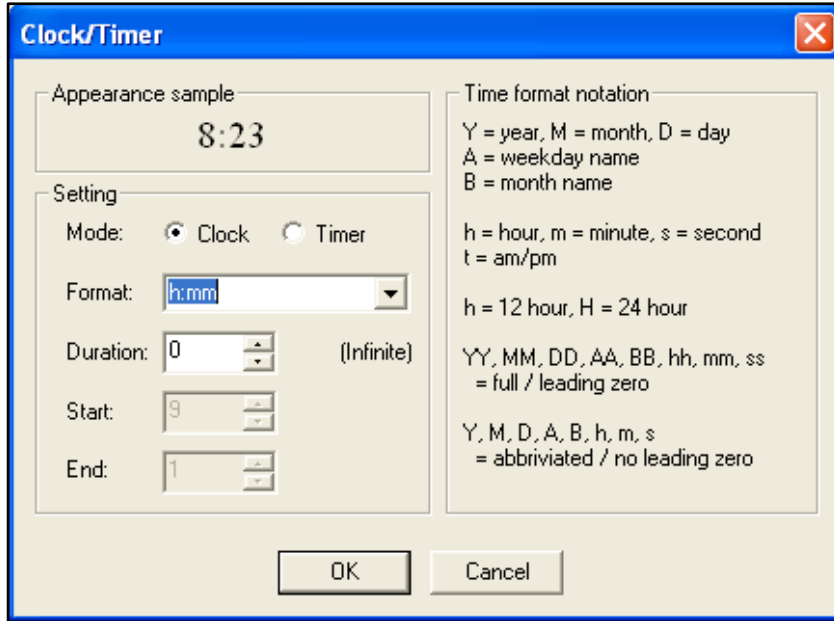 Clock/Timer
Appearance sample
8:23
Setting
Mode: Clock Timer
Format: h:mm
Duration: 0 (Infinite)
Start: 9
End: 1
Time format notation
Y = year, M = month, D = day
A = weekday name
B = month name
h = hour, m = minute, s = second
t = am/pm
h = 12 hour, H = 24 hour
YY, MM, DD, AA, BB, hh, mm, ss
= full / leading zero
Y, M, D, A, B, h, m, s
= abbriviated / no leading zero
OK Cancel